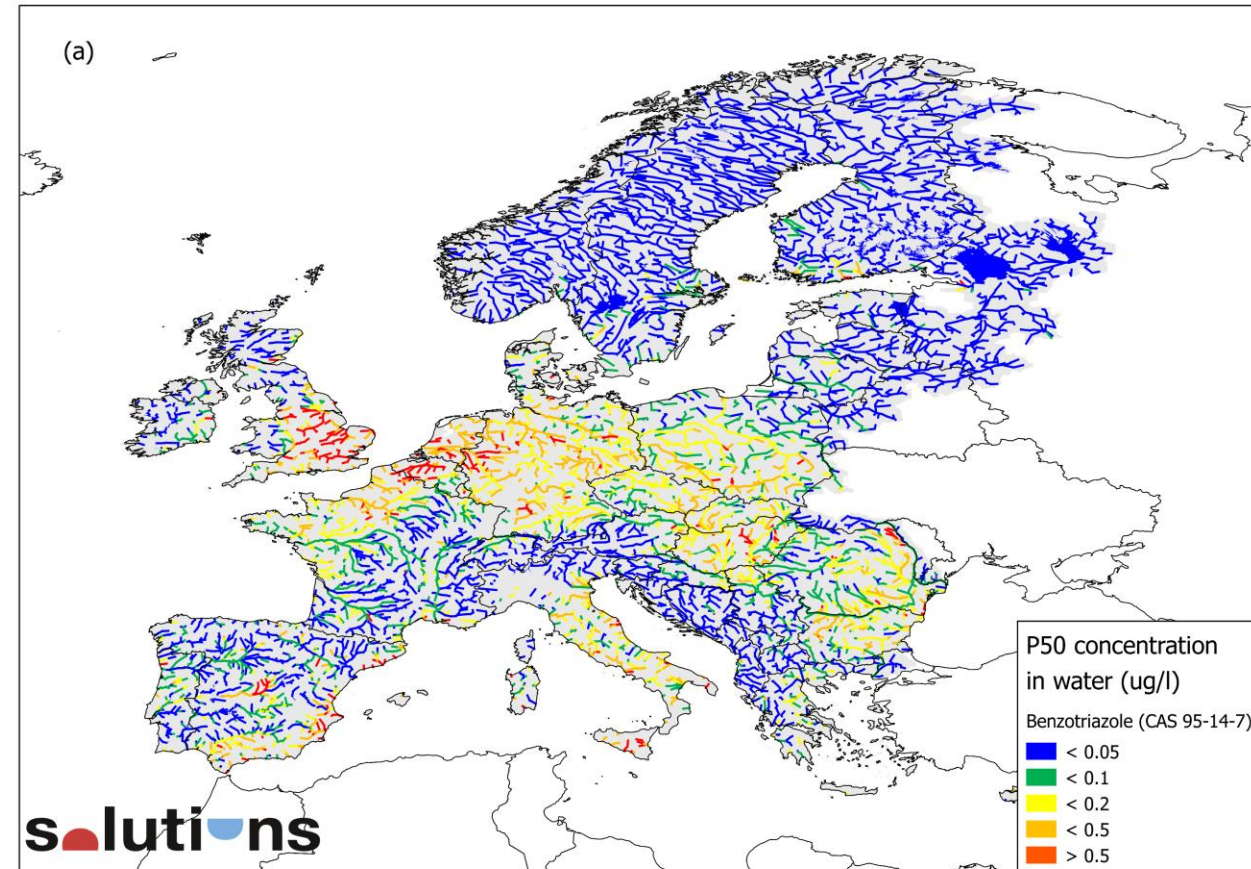 (a)
P50 concentration
in water (ug/l)
Benzotriazole (CAS 95-14-7)
< 0.05
< 0.1
< 0.2
< 0.5
> 0.5
solutions